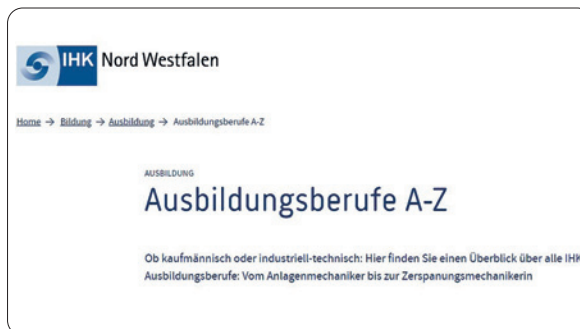 IHK Nord Westfalen
Home → Bildung → Ausbildung → Ausbildungsberufe A-Z
AUSBILDUNG
Ausbildungsberufe A-Z
Ob kaufmännisch oder industriell-technisch: Hier finden Sie einen Überblick über alle IHK
Ausbildungsberufe: Vom Anlagenmechaniker bis zur Zerspanungsmechanikerin